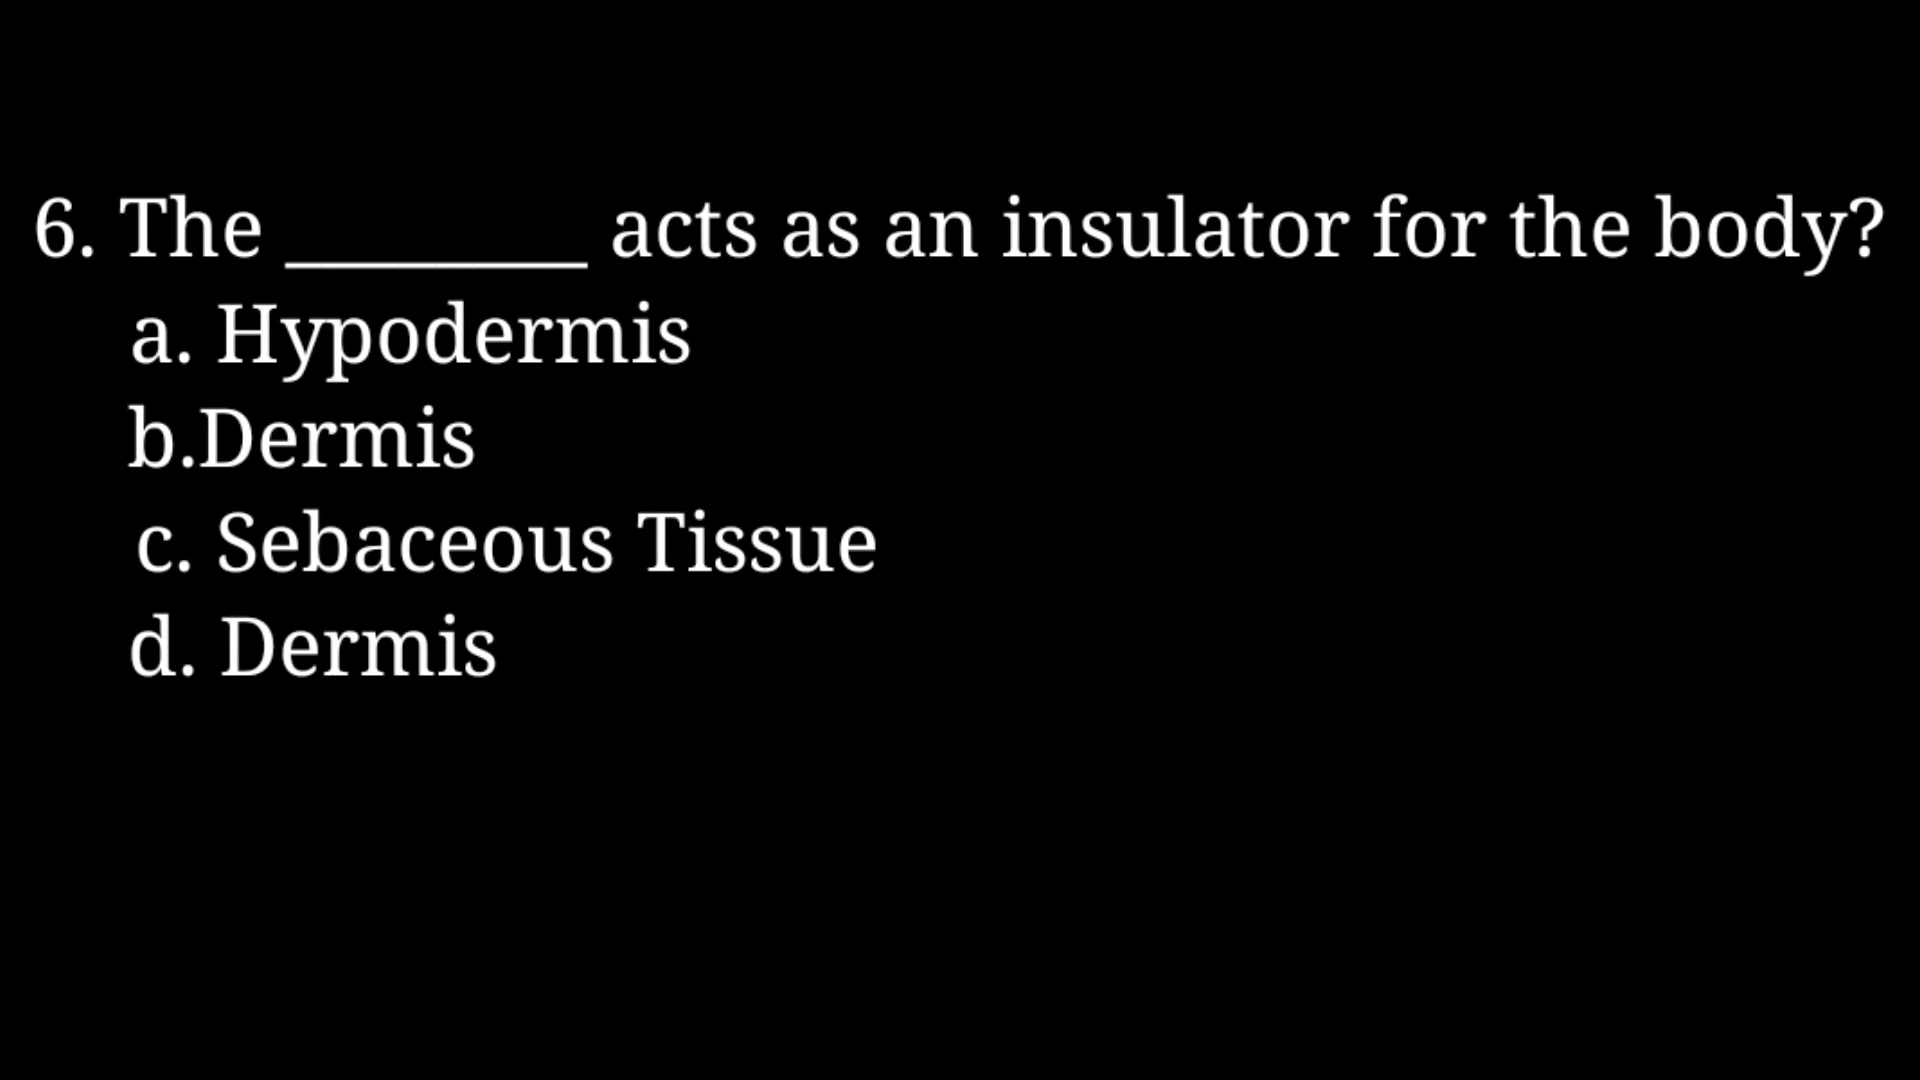 6. The ________ acts as an insulator for the body?
a. Hypodermis
b.Dermis
c. Sebaceous Tissue
d. Dermis